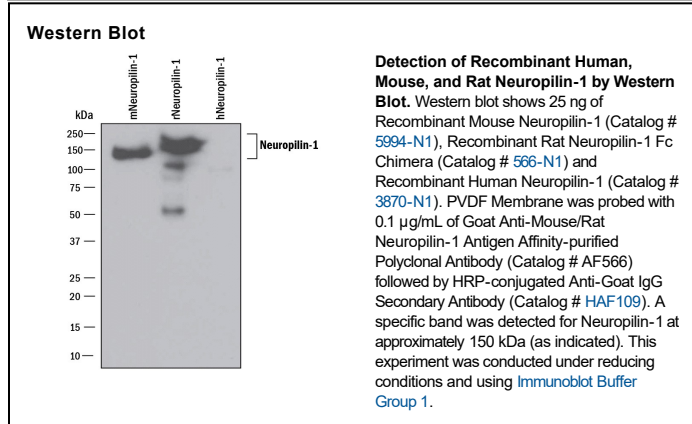 Western Blot
mNeuropilin-1
rNeuropilin-1
hNeuropilin-1
kDa
250
150
100
75
50
37
25
20
15
10
Neuropilin-1
Detection of Recombinant Human,
Mouse, and Rat Neuropilin-1 by Western
Blot. Western blot shows 25 ng of
Recombinant Mouse Neuropilin-1 (Catalog #
5994-N1), Recombinant Rat Neuropilin-1 Fc
Chimera (Catalog # 566-N1) and
Recombinant Human Neuropilin-1 (Catalog #
3870-N1). PVDF Membrane was probed with
0.1 µg/mL of Goat Anti-Mouse/Rat
Neuropilin-1 Antigen Affinity-purified
Polyclonal Antibody (Catalog # AF566)
followed by HRP-conjugated Anti-Goat IgG
Secondary Antibody (Catalog # HAF109). A
specific band was detected for Neuropilin-1 at
approximately 150 kDa (as indicated). This
experiment was conducted under reducing
conditions and using Immunoblot Buffer
Group 1.